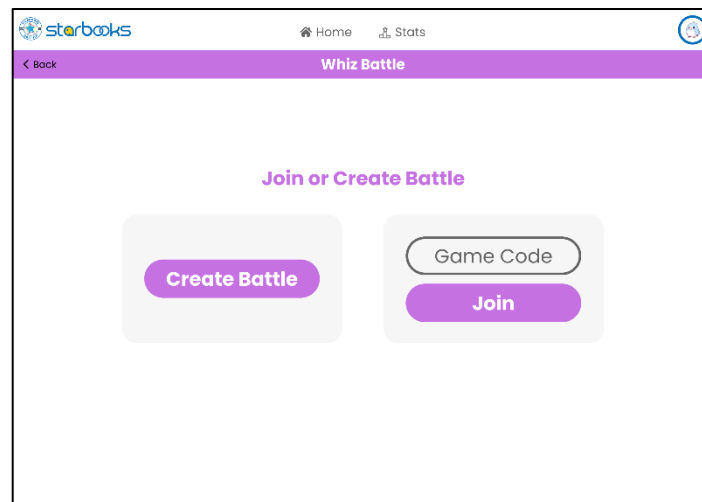 starbooks
Home
Stats
Back
Whiz Battle
Join or Create Battle
Create Battle
Game Code
Join